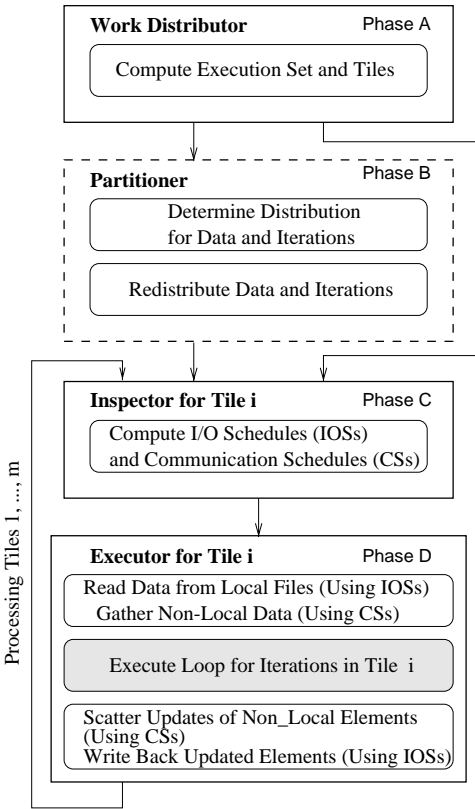 Work Distributor
Phase A
Compute Execution Set and Tiles
Partitioner
Phase B
Determine Distribution
for Data and Iterations
Redistribute Data and Iterations
Inspector for Tile i
Phase C
Compute I/O Schedules (IOSs)
and Communication Schedules (CSs)
Processing Tiles 1, ..., m
Executor for Tile i
Phase D
Read Data from Local Files (Using IOSs)
Gather Non-Local Data (Using CSs)
Execute Loop for Iterations in Tile i
Scatter Updates of Non_Local Elements
(Using CSs)
Write Back Updated Elements (Using IOSs)